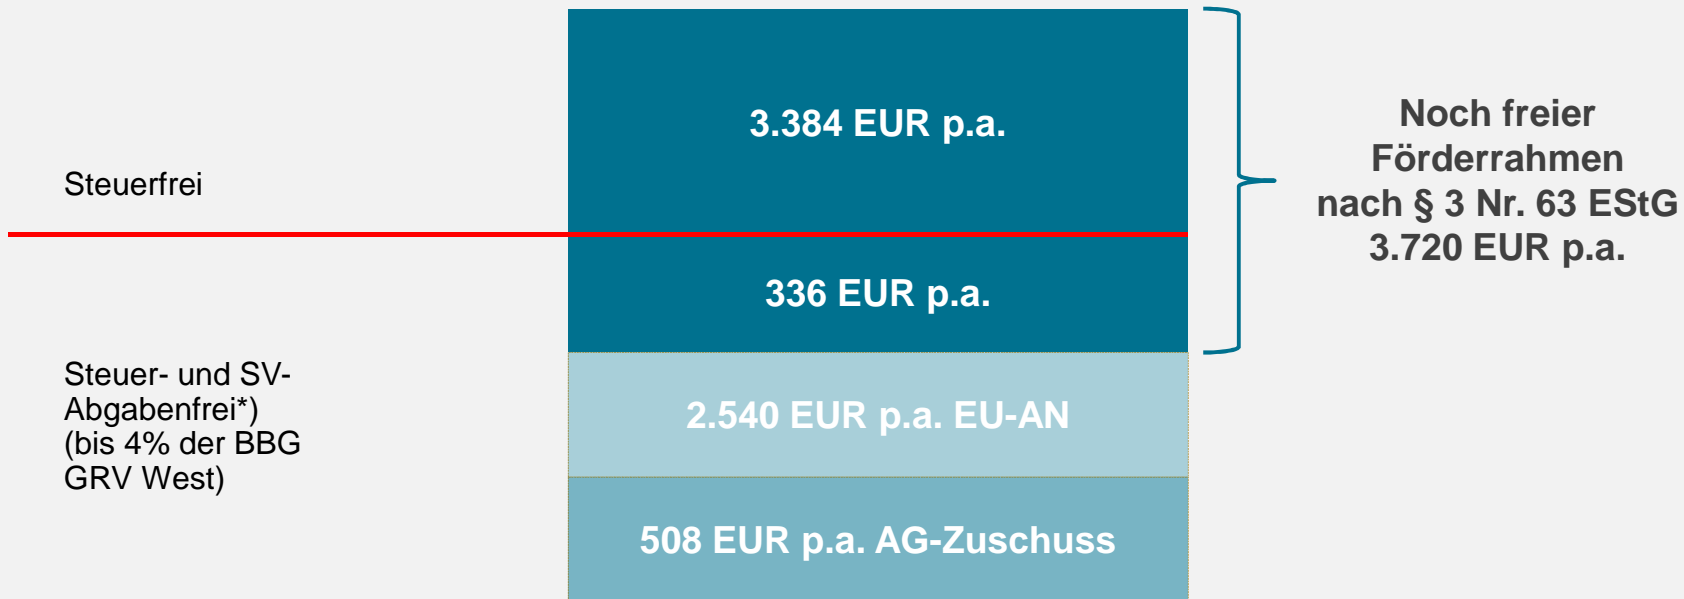 3.384 EUR p.a.
Steuerfrei
Noch freier
Förderrahmen
nach § 3 Nr. 63 EStG
3.720 EUR p.a.
336 EUR p.a.
Steuer- und SV-
Abgabenfrei*)
(bis 4% der BBG
GRV West)
2.540 EUR p.a. EU-AN
508 EUR p.a. AG-Zuschuss